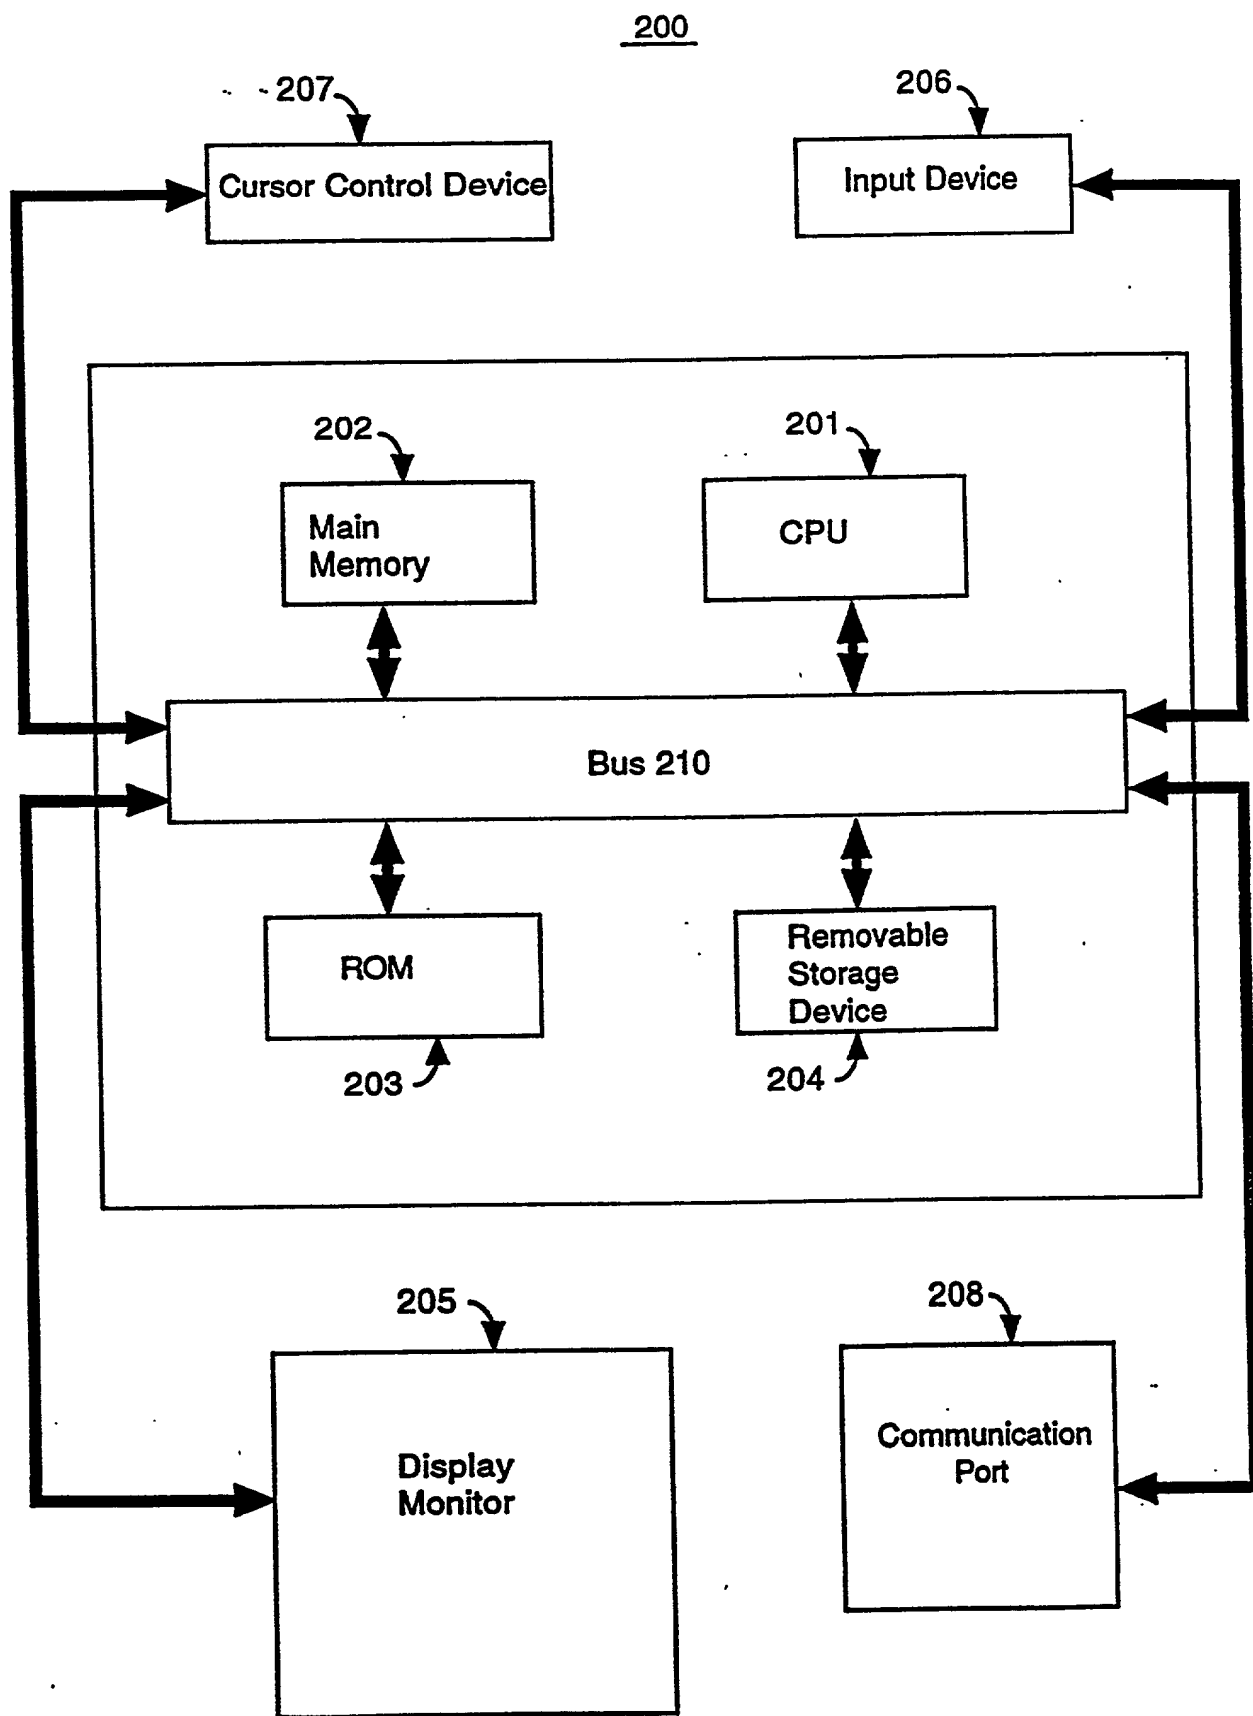 200
207
206
Cursor Control Device
Input Device
202
201
Main
Memory
CPU
Bus 210
ROM
Removable
Storage
Device
203
204
205
208
Display
Monitor
Communication
Port